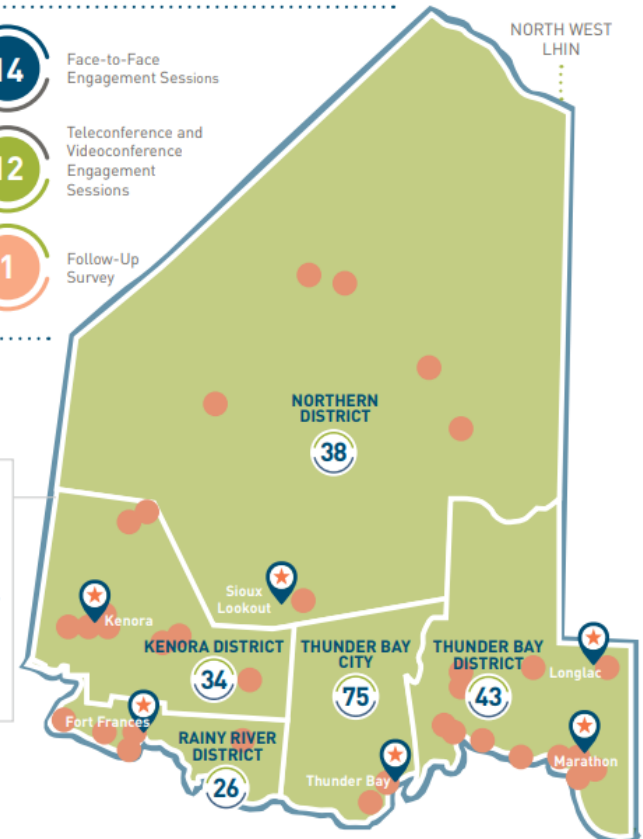 14
Face-to-Face
Engagement Sessions
12
Teleconference and
Videoconference
Engagement
Sessions
1
Follow-Up
Survey
NORTH WEST
LHIN
NORTHERN
DISTRICT
38
Sioux
Lookout
Kenora
KENORA DISTRICT
34
THUNDER BAY
CITY
75
THUNDER BAY
DISTRICT
43
Longlac
Fort Frances
RAINY RIVER
DISTRICT
26
Thunder Bay
Marathon